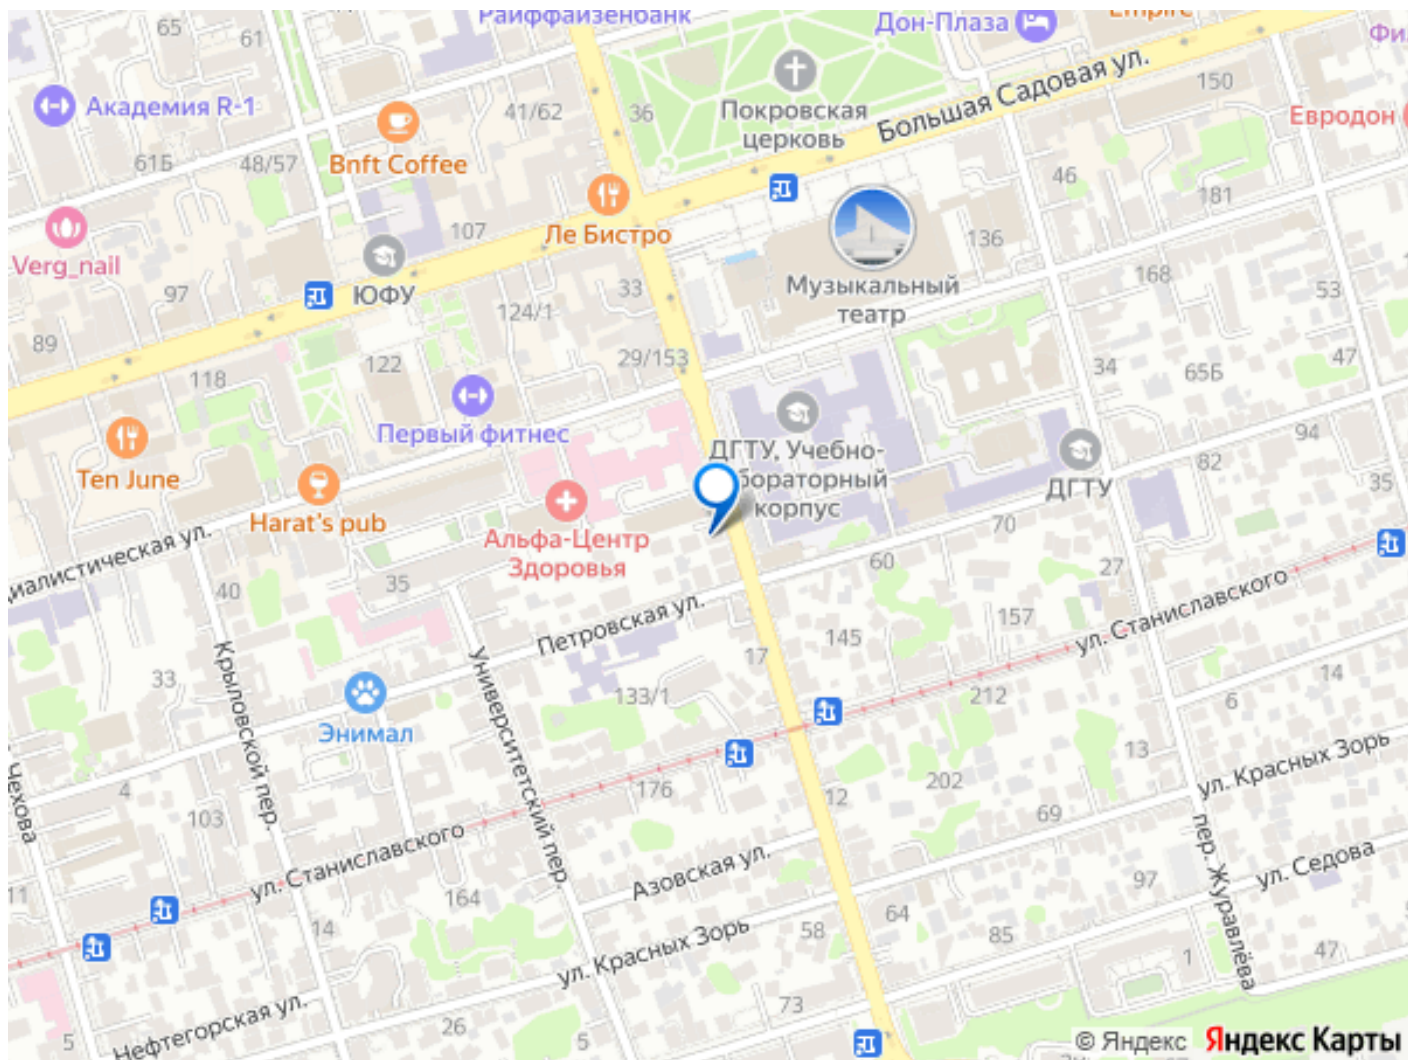 65
61
Райффайзенбанк
Дон-Плаза
Empire
Фил
Академия R-1
41/62
36
Покровская
церковь
Большая Садовая ул.
150
Евродон
Bnft Coffee
61Б
48/57
46
181
Verg_nail
107
Ле Бистро
136
ЮФУ
97
33
Музыкальный
театр
168
53
124/1
89
29/153
122
118
34
65Б
47
Первый фитнес
94
Ten June
ДГТУ, Учебно-
бораторный
корпус
ДГТУ
82
35
Harat's pub
Альфа-Центр
Здоровья
70
циалистическая ул.
60
27
40
35
ул. Станиславского
157
Петровская ул.
145
17
14
33
Крыловской пер.
Университетский пер.
133/1
212
6
Энимал
13
ул. Красных Зорь
Чехова
4
176
202
12
69
103
ул. Станиславского
Азовская ул.
пер. Журавлёва
ул. Седова
11
164
97
64
14
58
85
ул. Красных Зорь
1
47
Нефтегорская ул.
73
5
26
5
© Яндекс Яндекс Карты